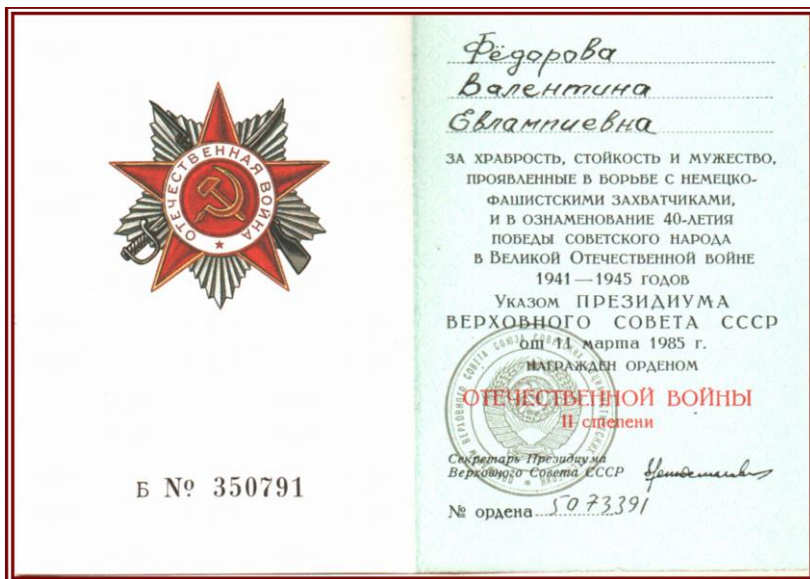 ОТЕЧЕСТВЕННАЯ ВОЙНА
Б № 350791
Фёдорова
Валентина
Евлампиевна
ЗА ХРАБРОСТЬ, СТОЙКОСТЬ И МУЖЕСТВО,
ПРОЯВЛЕННЫЕ В БОРЬБЕ С НЕМЕЦКО-
ФАШИСТСКИМИ ЗАХВАТЧИКАМИ,
И В ОЗНАМЕНОВАНИЕ 40-ЛЕТИЯ
ПОБЕДЫ СОВЕТСКОГО НАРОДА
В ВЕЛИКОЙ ОТЕЧЕСТВЕННОЙ ВОЙНЕ
1941—1945 ГОДОВ
УКАЗОМ ПРЕЗИДИУМА
ВЕРХОВНОГО СОВЕТА СССР
от 11 марта 1985 г.
НАГРАЖДЕН ОРДЕНОМ
ОТЕЧЕСТВЕННОЙ ВОЙНЫ
II степени
Секретарь Президиума
Верховного Совета СССР
№ ордена 5073391